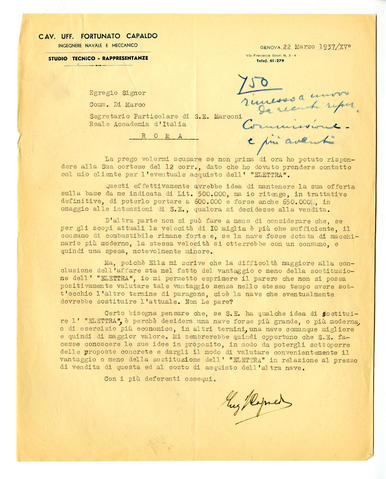 CAV. UFF. FORTUNATO CAPALDO
INGEGNERE NAVALE E MECCANICO
STUDIO TECNICO - RAPPRESENTANZE
GENOVA, 22 Marzo 1937/XV°
Telef. 61-279
750
Egregio Signor
Comm. Di Marco
Segretario Particolare di S.E. Marconi
Reale Accademia d'Italia
R O M A
Commissione
La prego volermi scusare se non prima di ora ho potuto rispon-
dere alla Sua cortese del 12 corr., dato che ho dovuto prendere contatto
col mio cliente per l'eventuale acquisto dell' "ELETTRA".
Questi effettivamente avrebbe idea di mantenere la sua offerta
sulla base da me indicata di Lit. 500.000, ma io ritengo, in trattative
definitive, di poterlo portare a 600.000 e forse anche 650.000, in
omaggio alle intenzioni di S.E., qualora si decidesse alla vendita.
D'altra parte non si può fare a meno di considerare che, se
per gli scopi attuali la velocità di 10 miglia è più che sufficiente, il
consumo di combustibile rimane forte e, se la nave fosse dotata di macchi-
nario più moderno, la stessa velocità si otterrebbe con un consumo, e
quindi una spesa, notevolmente minore.
Ma, poichè Ella mi scrive che la difficoltà maggiore alla con-
clusione dell'affare sta nel fatto del vantaggio o meno della sostituzio-
ne dell' "ELETTRA", io mi permetto esprimere il parere che non si possa
positivamente valutare tale vantaggio senza nello stesso tempo avere sot-
t'occhio l'altro termine di paragone, cioè la nave che eventualmente
dovrebbe sostituire l'attuale. Non Le pare?
Certo bisogna pensare che, se S.E. ha qualche idea di sostitui-
re l' "ELETTRA", è perchè desidera una nave forse più grande, o più moderna,
o di esercizio più economico, in altri termini, una nave comunque migliore
e quindi di maggior valore. Mi sembrerebbe quindi opportuno che S.E. fa-
cesse conoscere le sue idee in proposito, in modo da potergli sottoporre
delle proposte concrete e dargli il modo di valutare convenientemente il
vantaggio o meno della sostituzione dell' "ELETTRA" in relazione al prezzo
di vendita di questa ed al costo di acquisto dell'altra nave.
Con i più deferenti ossequi.